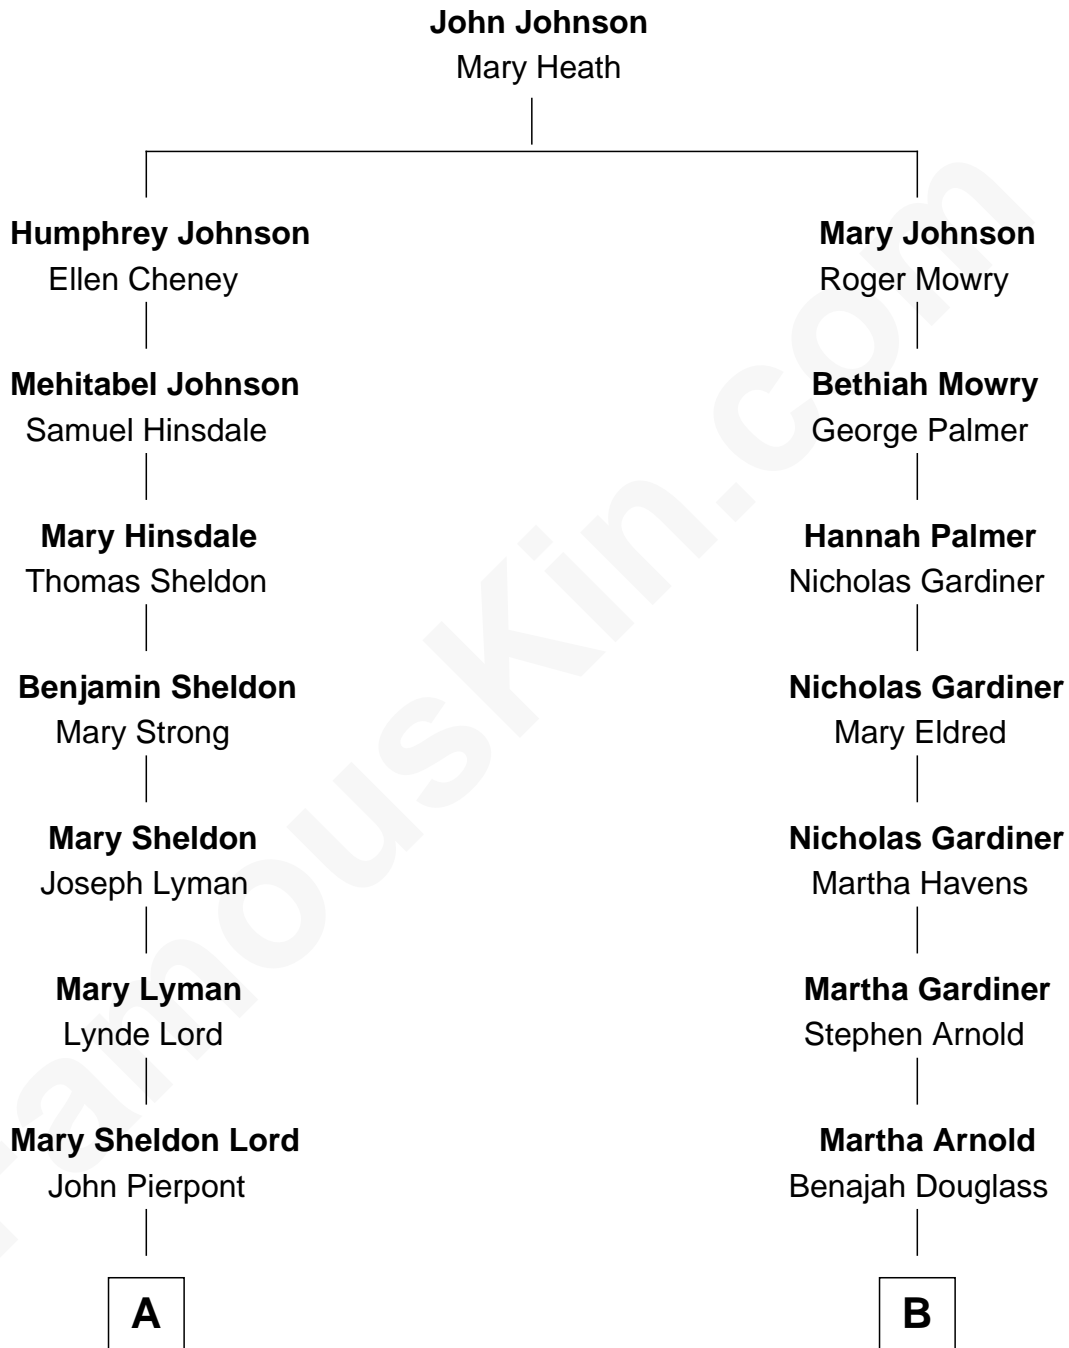 John Johnson
Mary Heath
Humphrey Johnson
Ellen Cheney
Mary Johnson
Roger Mowry
Mehitabel Johnson
Samuel Hinsdale
Bethiah Mowry
George Palmer
Mary Hinsdale
Thomas Sheldon
Hannah Palmer
Nicholas Gardiner
Benjamin Sheldon
Mary Strong
Nicholas Gardiner
Mary Eldred
Mary Sheldon
Joseph Lyman
Nicholas Gardiner
Martha Havens
Mary Lyman
Lynde Lord
Martha Gardiner
Stephen Arnold
Mary Sheldon Lord
John Pierpont
Martha Arnold
Benajah Douglass
A
B
FamousKin.com